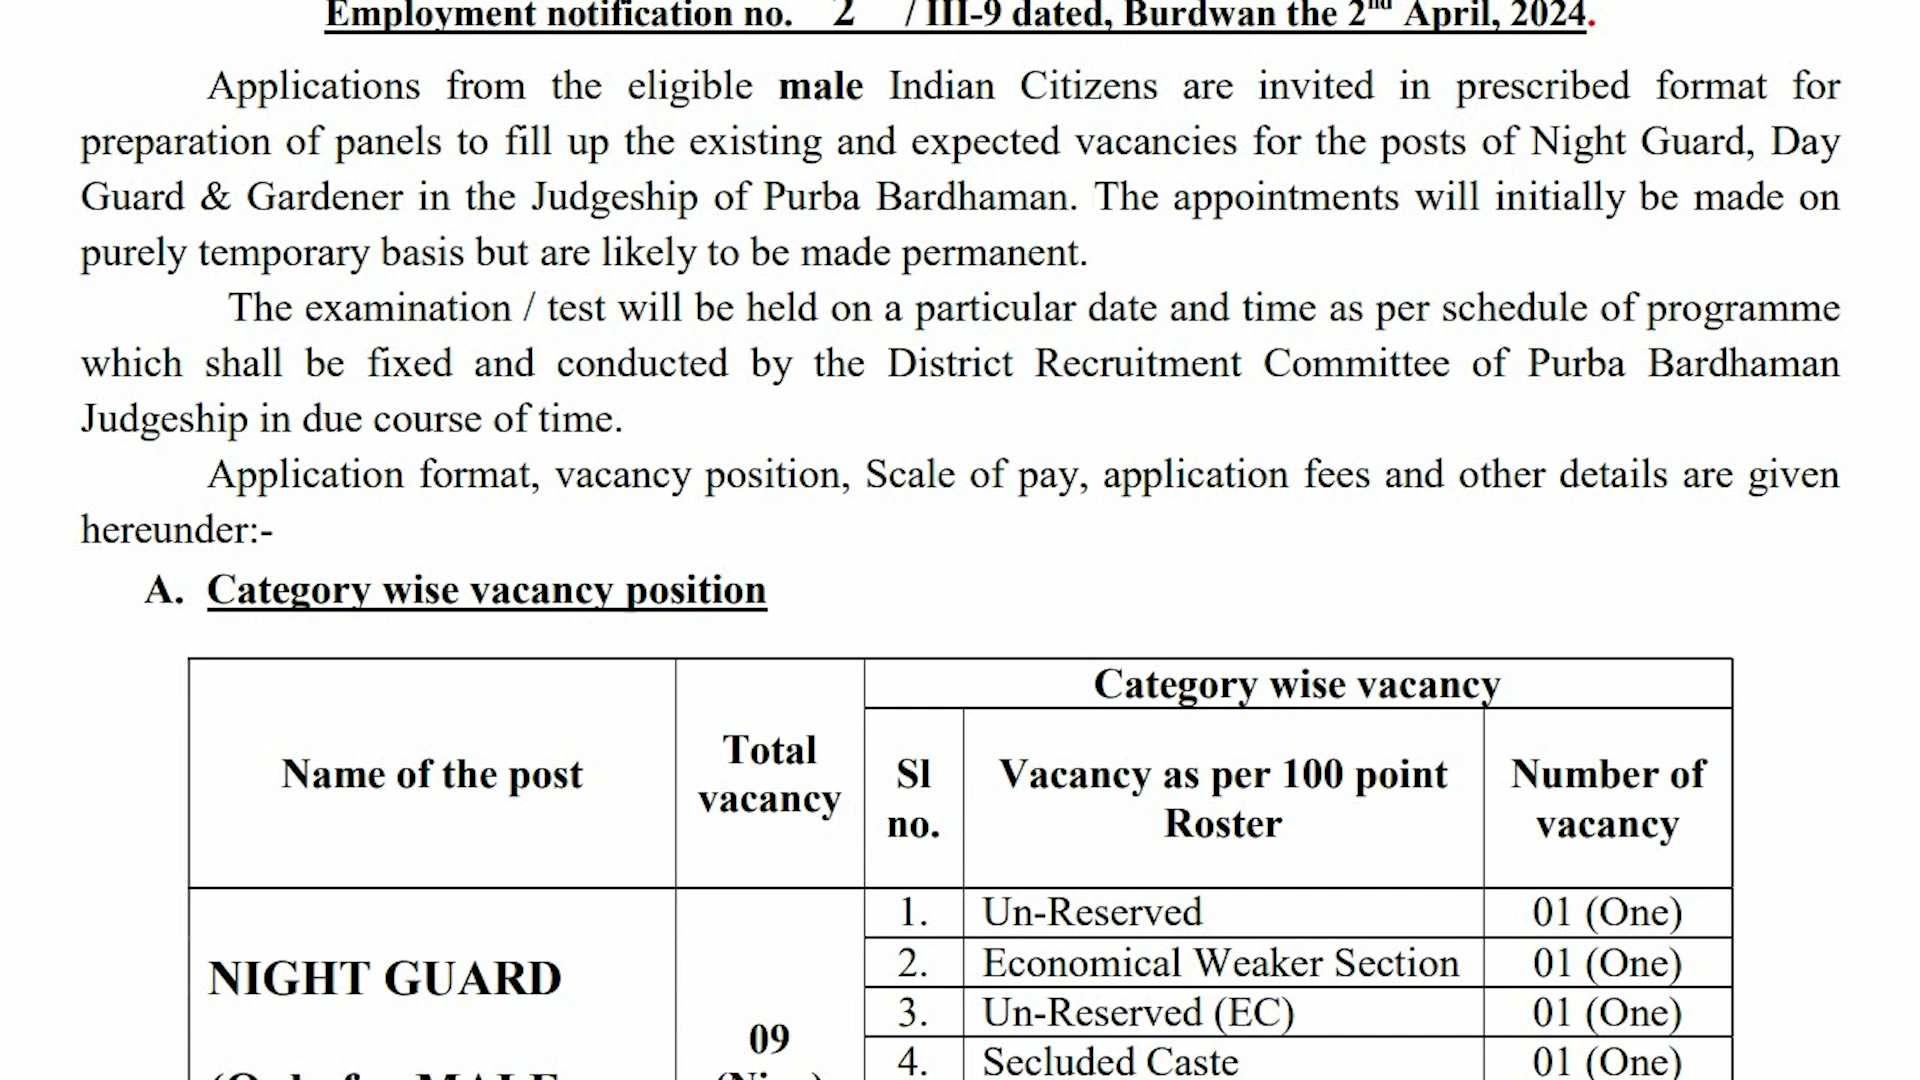 Employment notification no. 2 / III-9 dated, Burdwan the 2nd April, 2024.
Applications from the eligible male Indian Citizens are invited in prescribed format for
preparation of panels to fill up the existing and expected vacancies for the posts of Night Guard, Day
Guard & Gardener in the Judgeship of Purba Bardhaman. The appointments will initially be made on
purely temporary basis but are likely to be made permanent.
The examination / test will be held on a particular date and time as per schedule of programme
which shall be fixed and conducted by the District Recruitment Committee of Purba Bardhaman
Judgeship in due course of time.
Application format, vacancy position, Scale of pay, application fees and other details are given
hereunder:-
A. Category wise vacancy position
Category wise vacancy
Name of the post
Total
vacancy
Sl
no.
Vacancy as per 100 point
Roster
Number of
vacancy
NIGHT GUARD
09
1. Un-Reserved 01 (One)
2. Economical Weaker Section 01 (One)
3. Un-Reserved (EC) 01 (One)
4. Secluded Caste 01 (One)